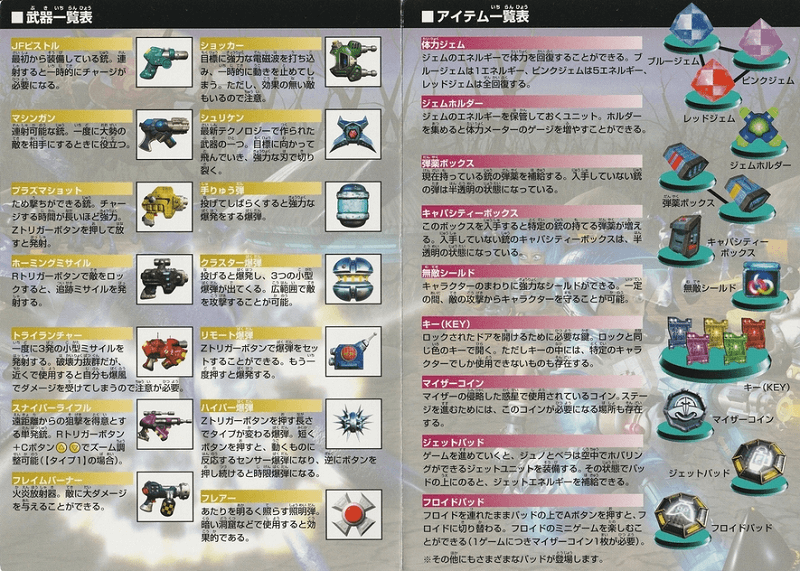 ■武器一覧表
JFピストル
最初から装備している銃。連
射すると一時的にチャージが
必要になる。
マシンガン
連射可能な銃。一度に大勢の
敵を相手にするときに役立つ。
プラズマショット
ため撃ちができる銃。チャー
ジする時間が長いほど強力。
Zトリガーボタンを押して放
すと発射。
ホーミングミサイル
Rトリガーボタンで敵をロッ
クすると、追跡ミサイルを発
射する。
トライランチャー
一度に3発の小型ミサイルを
発射する。破壊力抜群だが、
近くで使用すると自分も爆風
でダメージを受けてしまうので注意が必要。
スナイパーライフル
遠距離からの狙撃を得意とす
る単発銃。Rトリガーボタン
+Cボタンでズーム調
整可能(【タイプ1】の場合)。
フレイムバーナー
火炎放射器。敵に大ダメージ
を与えることができる。
ショッカー
目標に強力な電磁波を打ち込
み、一時的に動きを止めてし
まう。ただし、効果の無い敵
もいるので注意。
シュリケン
最新テクノロジーで作られた
武器の一つ。目標に向かって
飛んでいき、強力な刃で切り
裂く。
手りゅう弾
投げてしばらくすると強力な
爆発をする爆弾。
クラスター爆弾
投げると爆発し、3つの小型
爆弾が出てくる。広範囲で敵
を攻撃することが可能。
リモート爆弾
Zトリガーボタンで爆弾をセッ
トすることができる。もう一
度押すと爆発する。
ハイパー爆弾
Zトリガーボタンを押す長さ
でタイプが変わる爆弾。短く
ボタンを押すと、動くものに
反応するセンサー爆弾になり、逆にボタンを
押し続けると時限爆弾になる。
フレアー
あたりを明るく照らす照明弾。
暗い洞窟などで使用すると効
果的である。
■アイテム一覧表
体力ジェム
ジェムのエネルギーで体力を回復することができる。ブ
ルージェムは1エネルギー、ピンクジェムは5エネルギー、
レッドジェムは全回復する。
ブルージェム
ピンクジェム
レッドジェム
ジェムホルダー
ジェムのエネルギーを保管しておくユニット。ホルダー
を集めると体力メーターのゲージを増やすことができる。
ジェムホルダー
弾薬ボックス
現在持っている銃の弾薬を補給する。入手していない銃
の弾は半透明の状態になっている。
弾薬ボックス
キャパシティーボックス
このボックスを入手すると特定の銃の持てる弾薬が増え
る。入手していない銃のキャパシティーボックスは、半
透明の状態になっている。
キャパシティー
ボックス
無敵シールド
キャラクターのまわりに強力なシールドができる。一定
の間、敵の攻撃からキャラクターを守ることが可能。
無敵シールド
キー(KEY)
ロックされたドアを開けるために必要な鍵。ロックと同
じ色のキーで開く。ただしキーの中には、特定のキャラ
クターでしか使用できないものも存在する。
キー(KEY)
マイザーコイン
マイザーの侵略した惑星で使用されているコイン。ステー
ジを進むためには、このコインが必要になる場所も存在
する。
マイザーコイン
ジェットパッド
ゲームを進めていくと、ジュノとベラは空中でホバリン
グができるジェットユニットを装備する。その状態でパッ
ドの上にのると、ジェットエネルギーを補給できる。
ジェットパッド
フロイドパッド
フロイドを連れたままパッドの上でAボタンを押すと、フ
ロイドに切り替わる。フロイドのミニゲームを楽しむこ
とができる(1ゲームにつきマイザーコイン1枚が必要)。
フロイドパッド
※その他にもさまざまなパッドが登場します。